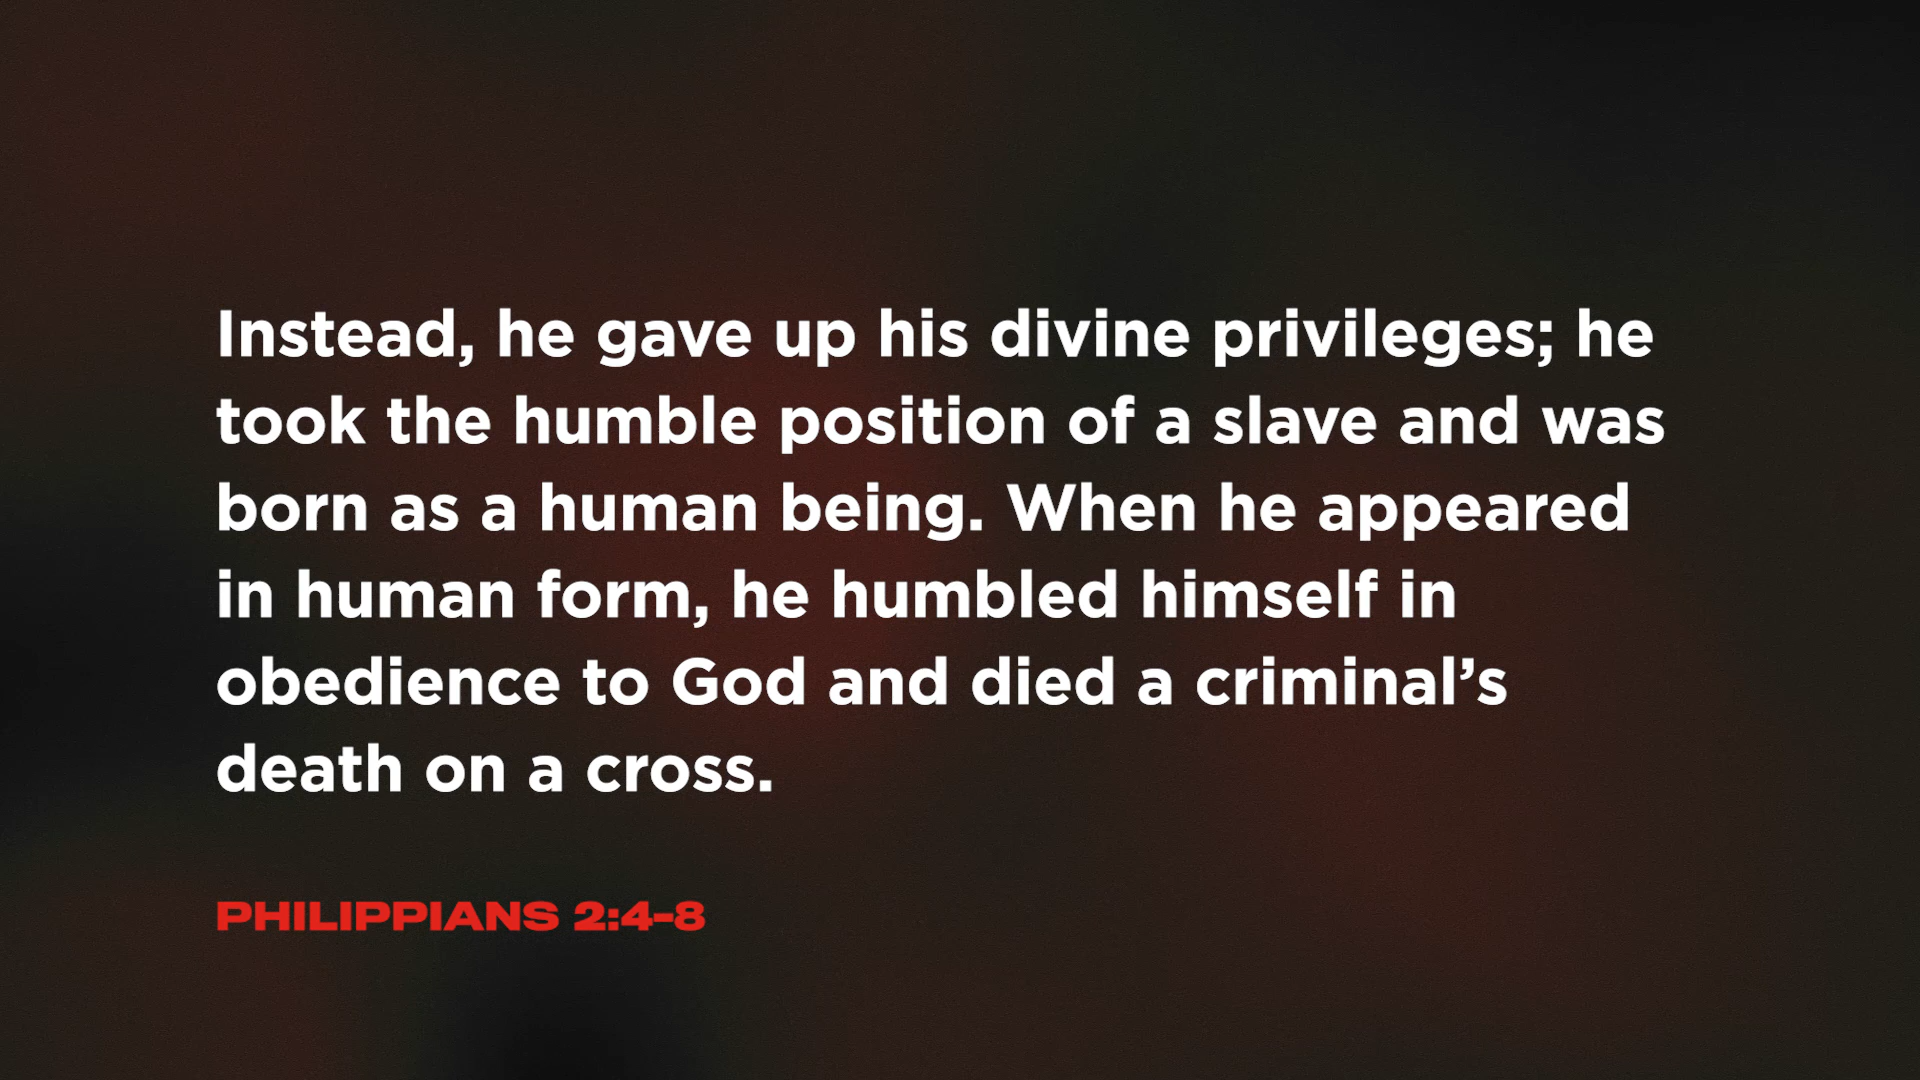 Instead, he gave up his divine privileges; he
took the humble position of a slave and was
born as a human being. When he appeared
in human form, he humbled himself in
obedience to God and died a criminal’s
death on a cross.
PHILIPPIANS 2:4-8